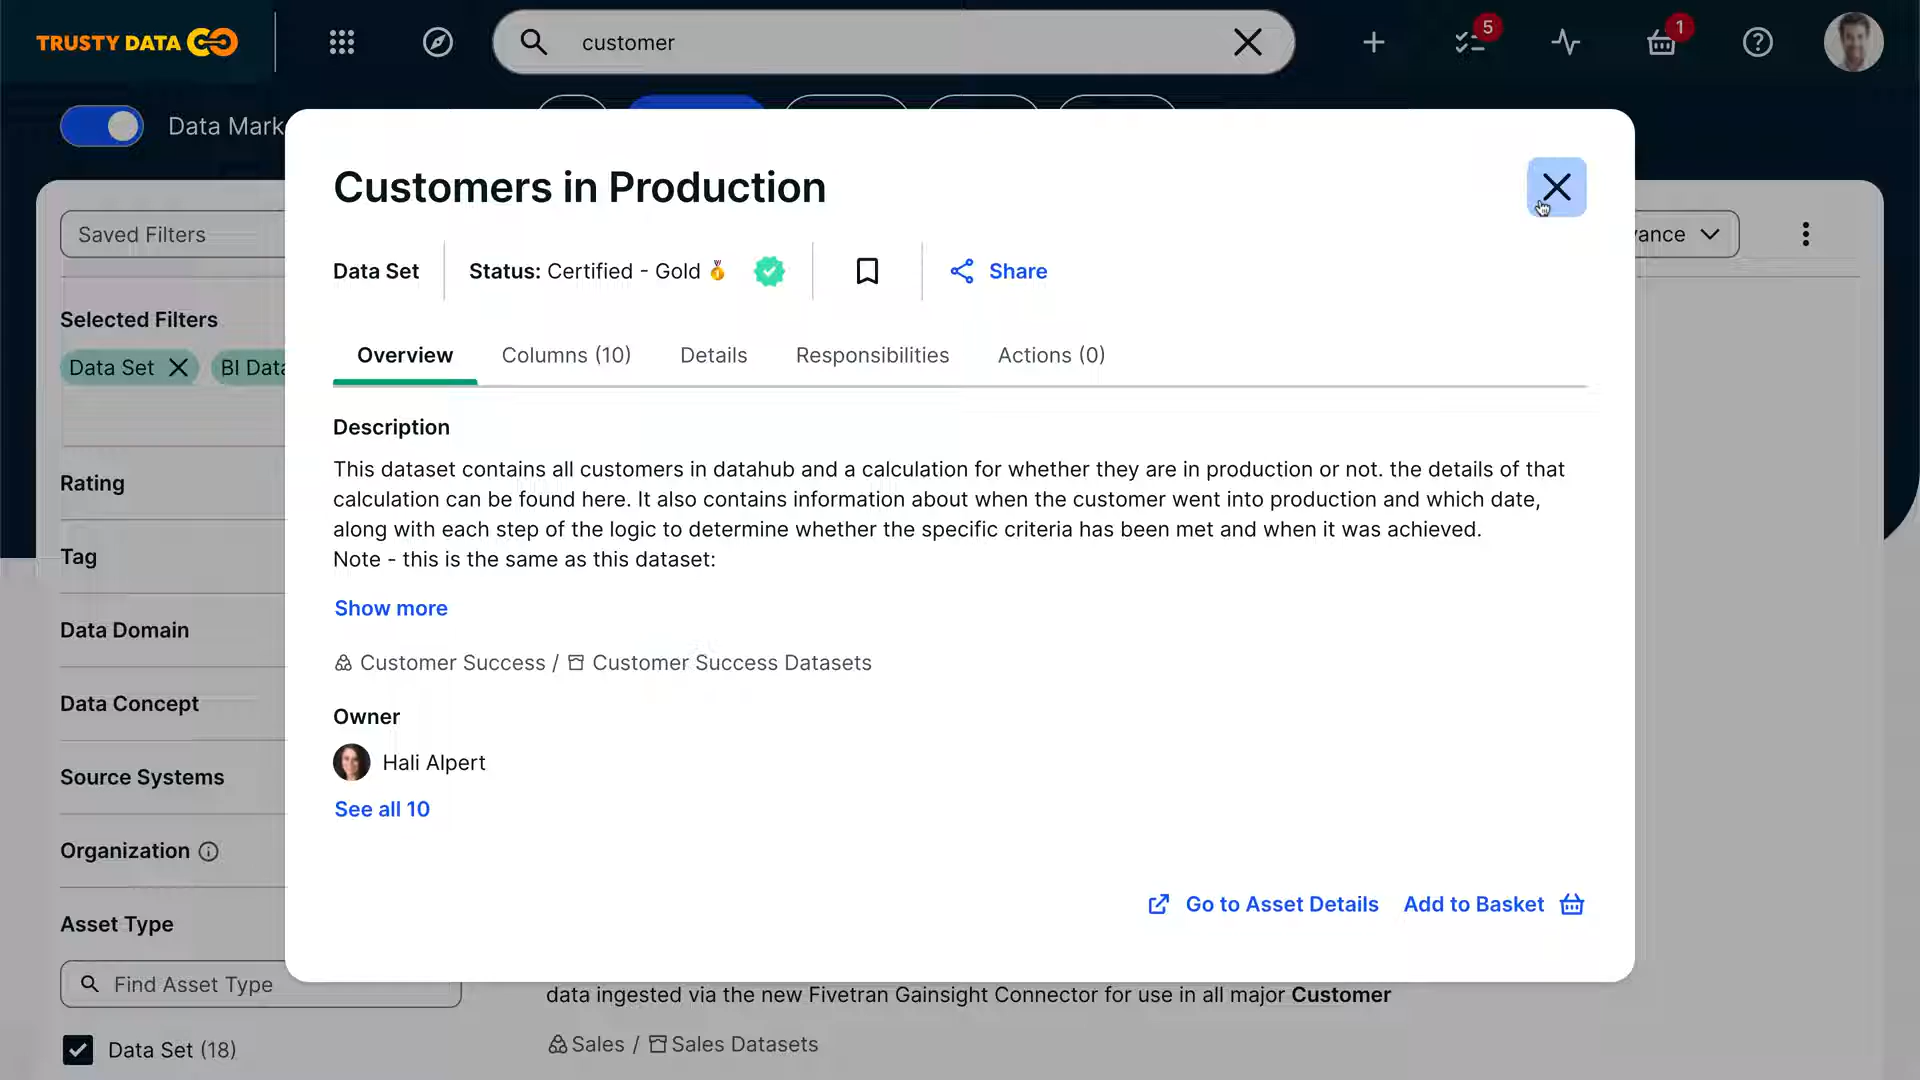 TRUSTY DATA
customer
5
1
Data Mark
Customers in Production
Data Set
Status: Certified - Gold
Share
Overview
Columns (10)
Details
Responsibilities
Actions (0)
Description
This dataset contains all customers in datahub and a calculation for whether they are in production or not. the details of that
calculation can be found here. It also contains information about when the customer went into production and which date,
along with each step of the logic to determine whether the specific criteria has been met and when it was achieved.
Note - this is the same as this dataset:
Show more
Customer Success / Customer Success Datasets
Owner
Hali Alpert
See all 10
Go to Asset Details
Add to Basket
Saved Filters
Selected Filters
Data Set
BI Data
Rating
Tag
Data Domain
Data Concept
Source Systems
Organization
Asset Type
Find Asset Type
Data Set (18)
vance
data ingested via the new Fivetran Gainsight Connector for use in all major Customer
Sales / Sales Datasets